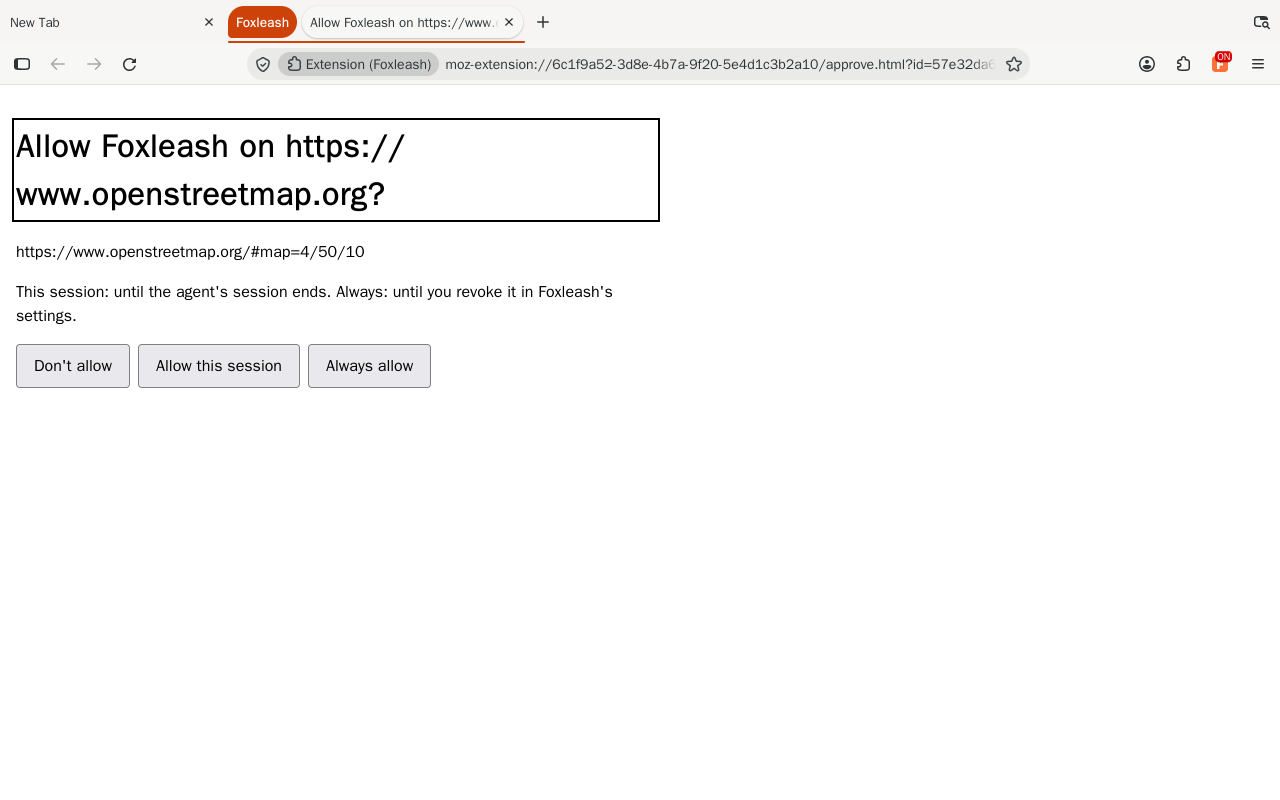 New Tab
Foxleash
Allow Foxleash on https://www.
Extension (Foxleash)
moz-extension://6c1f9a52-3d8e-4b7a-9f20-5e4d1c3b2a10/approve.html?id=57e32da6
ON
F
Allow Foxleash on https://
www.openstreetmap.org?
https://www.openstreetmap.org/#map=4/50/10
This session: until the agent's session ends. Always: until you revoke it in Foxleash's
settings.
Don't allow
Allow this session
Always allow